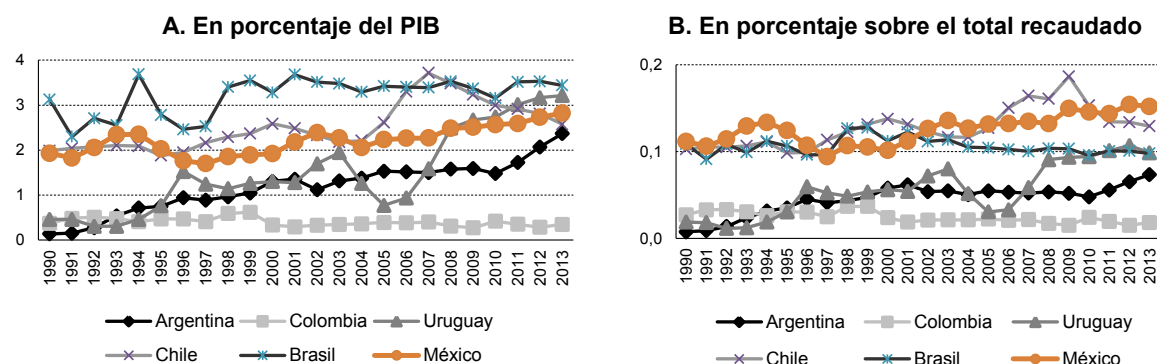 A. En porcentaje del PIB
4
3
2
1
0
1990 1991 1992 1993 1994 1995 1996 1997 1998 1999 2000 2001 2002 2003 2004 2005 2006 2007 2008 2009 2010 2011 2012 2013
Argentina Colombia Uruguay
Chile Brasil México
B. En porcentaje sobre el total recaudado
0,2
0,1
0,0
1990 1991 1992 1993 1994 1995 1996 1997 1998 1999 2000 2001 2002 2003 2004 2005 2006 2007 2008 2009 2010 2011 2012 2013
Argentina Colombia Uruguay
Chile Brasil México